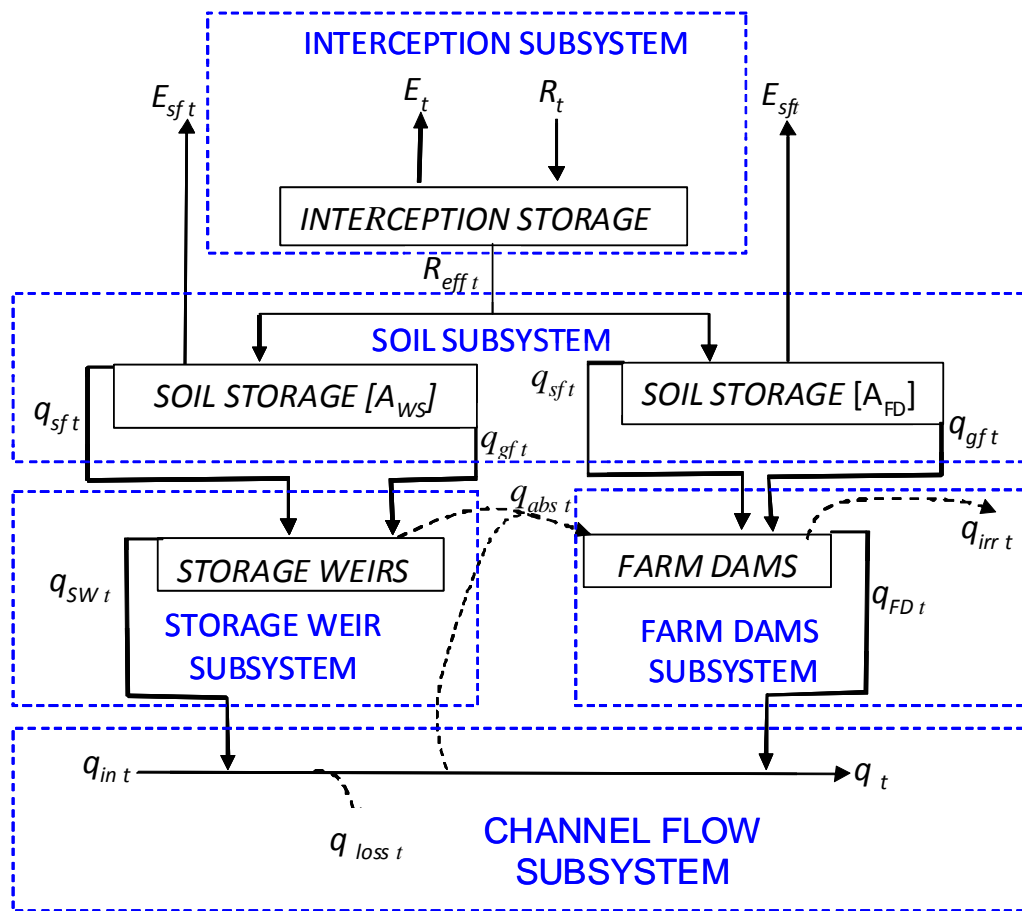 INTERCEPTION SUBSYSTEM
E_sf t
E_t
R_t
E_sft
INTERCEPTION STORAGE
R_eff t
SOIL SUBSYSTEM
SOIL STORAGE [A_WS]
q_sf t
SOIL STORAGE [A_FD]
q_sf t
q_gf t
q_gf t
q_abs t
q_irr t
STORAGE WEIRS
FARM DAMS
q_SW t
q_FD t
STORAGE WEIR
SUBSYSTEM
FARM DAMS
SUBSYSTEM
q_in t
q_t
q_loss t
CHANNEL FLOW
SUBSYSTEM